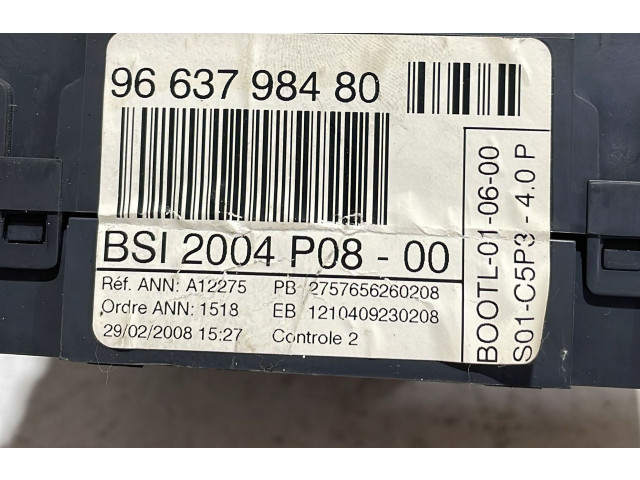 96 637 984 80
BSI 2004 P08 - 00
Réf. ANN: A12275 PB 2757656260208
Ordre ANN: 1518 EB 1210409230208
29/02/2008 15:27 Controle 2
BOOTL-01-06-00
S01-C5P3 - 4.0 P